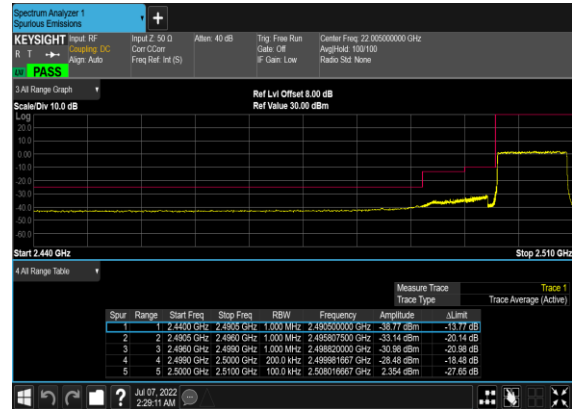 Spectrum Analyzer 1
Spurious Emissions
KEYSIGHT Input: RF Input Z: 50 Ω Atten: 40 dB Trig: Free Run Center Freq: 22.005000000 GHz
R T Coupling: DC Corr CCorr Gate: Off Avg|Hold: 100/100
Align: Auto Freq Ref: Int (S) IF Gain: Low Radio Std: None
PASS
3 All Range Graph
Ref Lvl Offset 8.00 dB
Scale/Div 10.0 dB Ref Value 30.00 dBm
Log
20.0
10.0
0.00
-10.0
-20.0
-30.0
-40.0
-50.0
-60.0
Start 2.440 GHz Stop 2.510 GHz
4 All Range Table
Measure Trace Trace 1
Trace Type Trace Average (Active)
Spur Range Start Freq Stop Freq RBW Frequency Amplitude ΔLimit
1 1 2.4400 GHz 2.4905 GHz 1.000 MHz 2.490500000 GHz -38.77 dBm -13.77 dB
2 2 2.4905 GHz 2.4960 GHz 1.000 MHz 2.495807500 GHz -33.14 dBm -20.14 dB
3 3 2.4960 GHz 2.4990 GHz 1.000 MHz 2.498820000 GHz -30.98 dBm -20.98 dB
4 4 2.4990 GHz 2.5000 GHz 200.0 kHz 2.499981667 GHz -28.48 dBm -18.48 dB
5 5 2.5000 GHz 2.5100 GHz 100.0 kHz 2.508016667 GHz 2.354 dBm -27.65 dB
Jul 07, 2022
2:29:11 AM